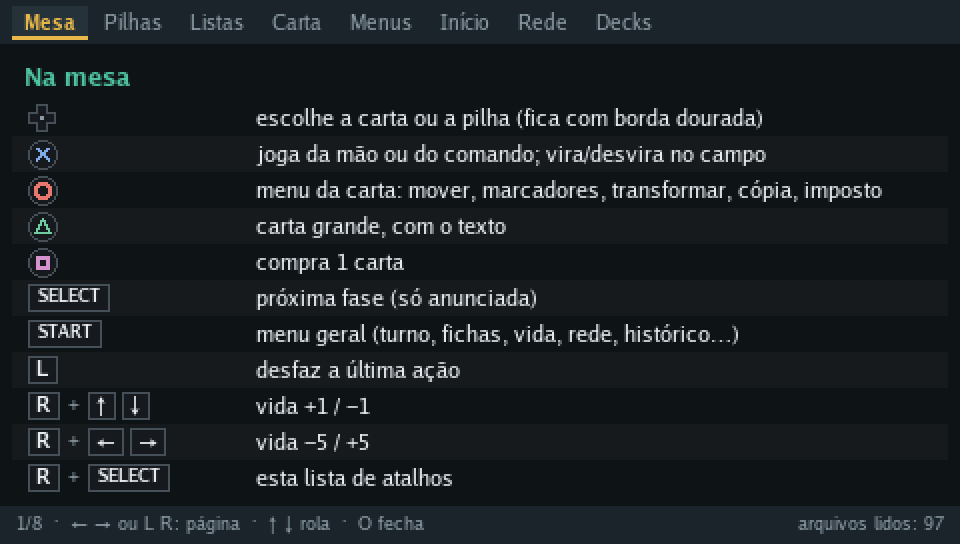 Mesa Pilhas Listas Carta Menus Início Rede Decks
Na mesa
escolhe a carta ou a pilha (fica com borda dourada)
joga da mão ou do comando; vira/desvira no campo
menu da carta: mover, marcadores, transformar, cópia, imposto
carta grande, com o texto
compra 1 carta
SELECT próxima fase (só anunciada)
START menu geral (turno, fichas, vida, rede, histórico…)
L desfaz a última ação
R + ↑ ↓ vida +1 / −1
R + ← → vida −5 / +5
R + SELECT esta lista de atalhos
1/8 · ← → ou L R: página · ↑ ↓ rola · O fecha arquivos lidos: 97